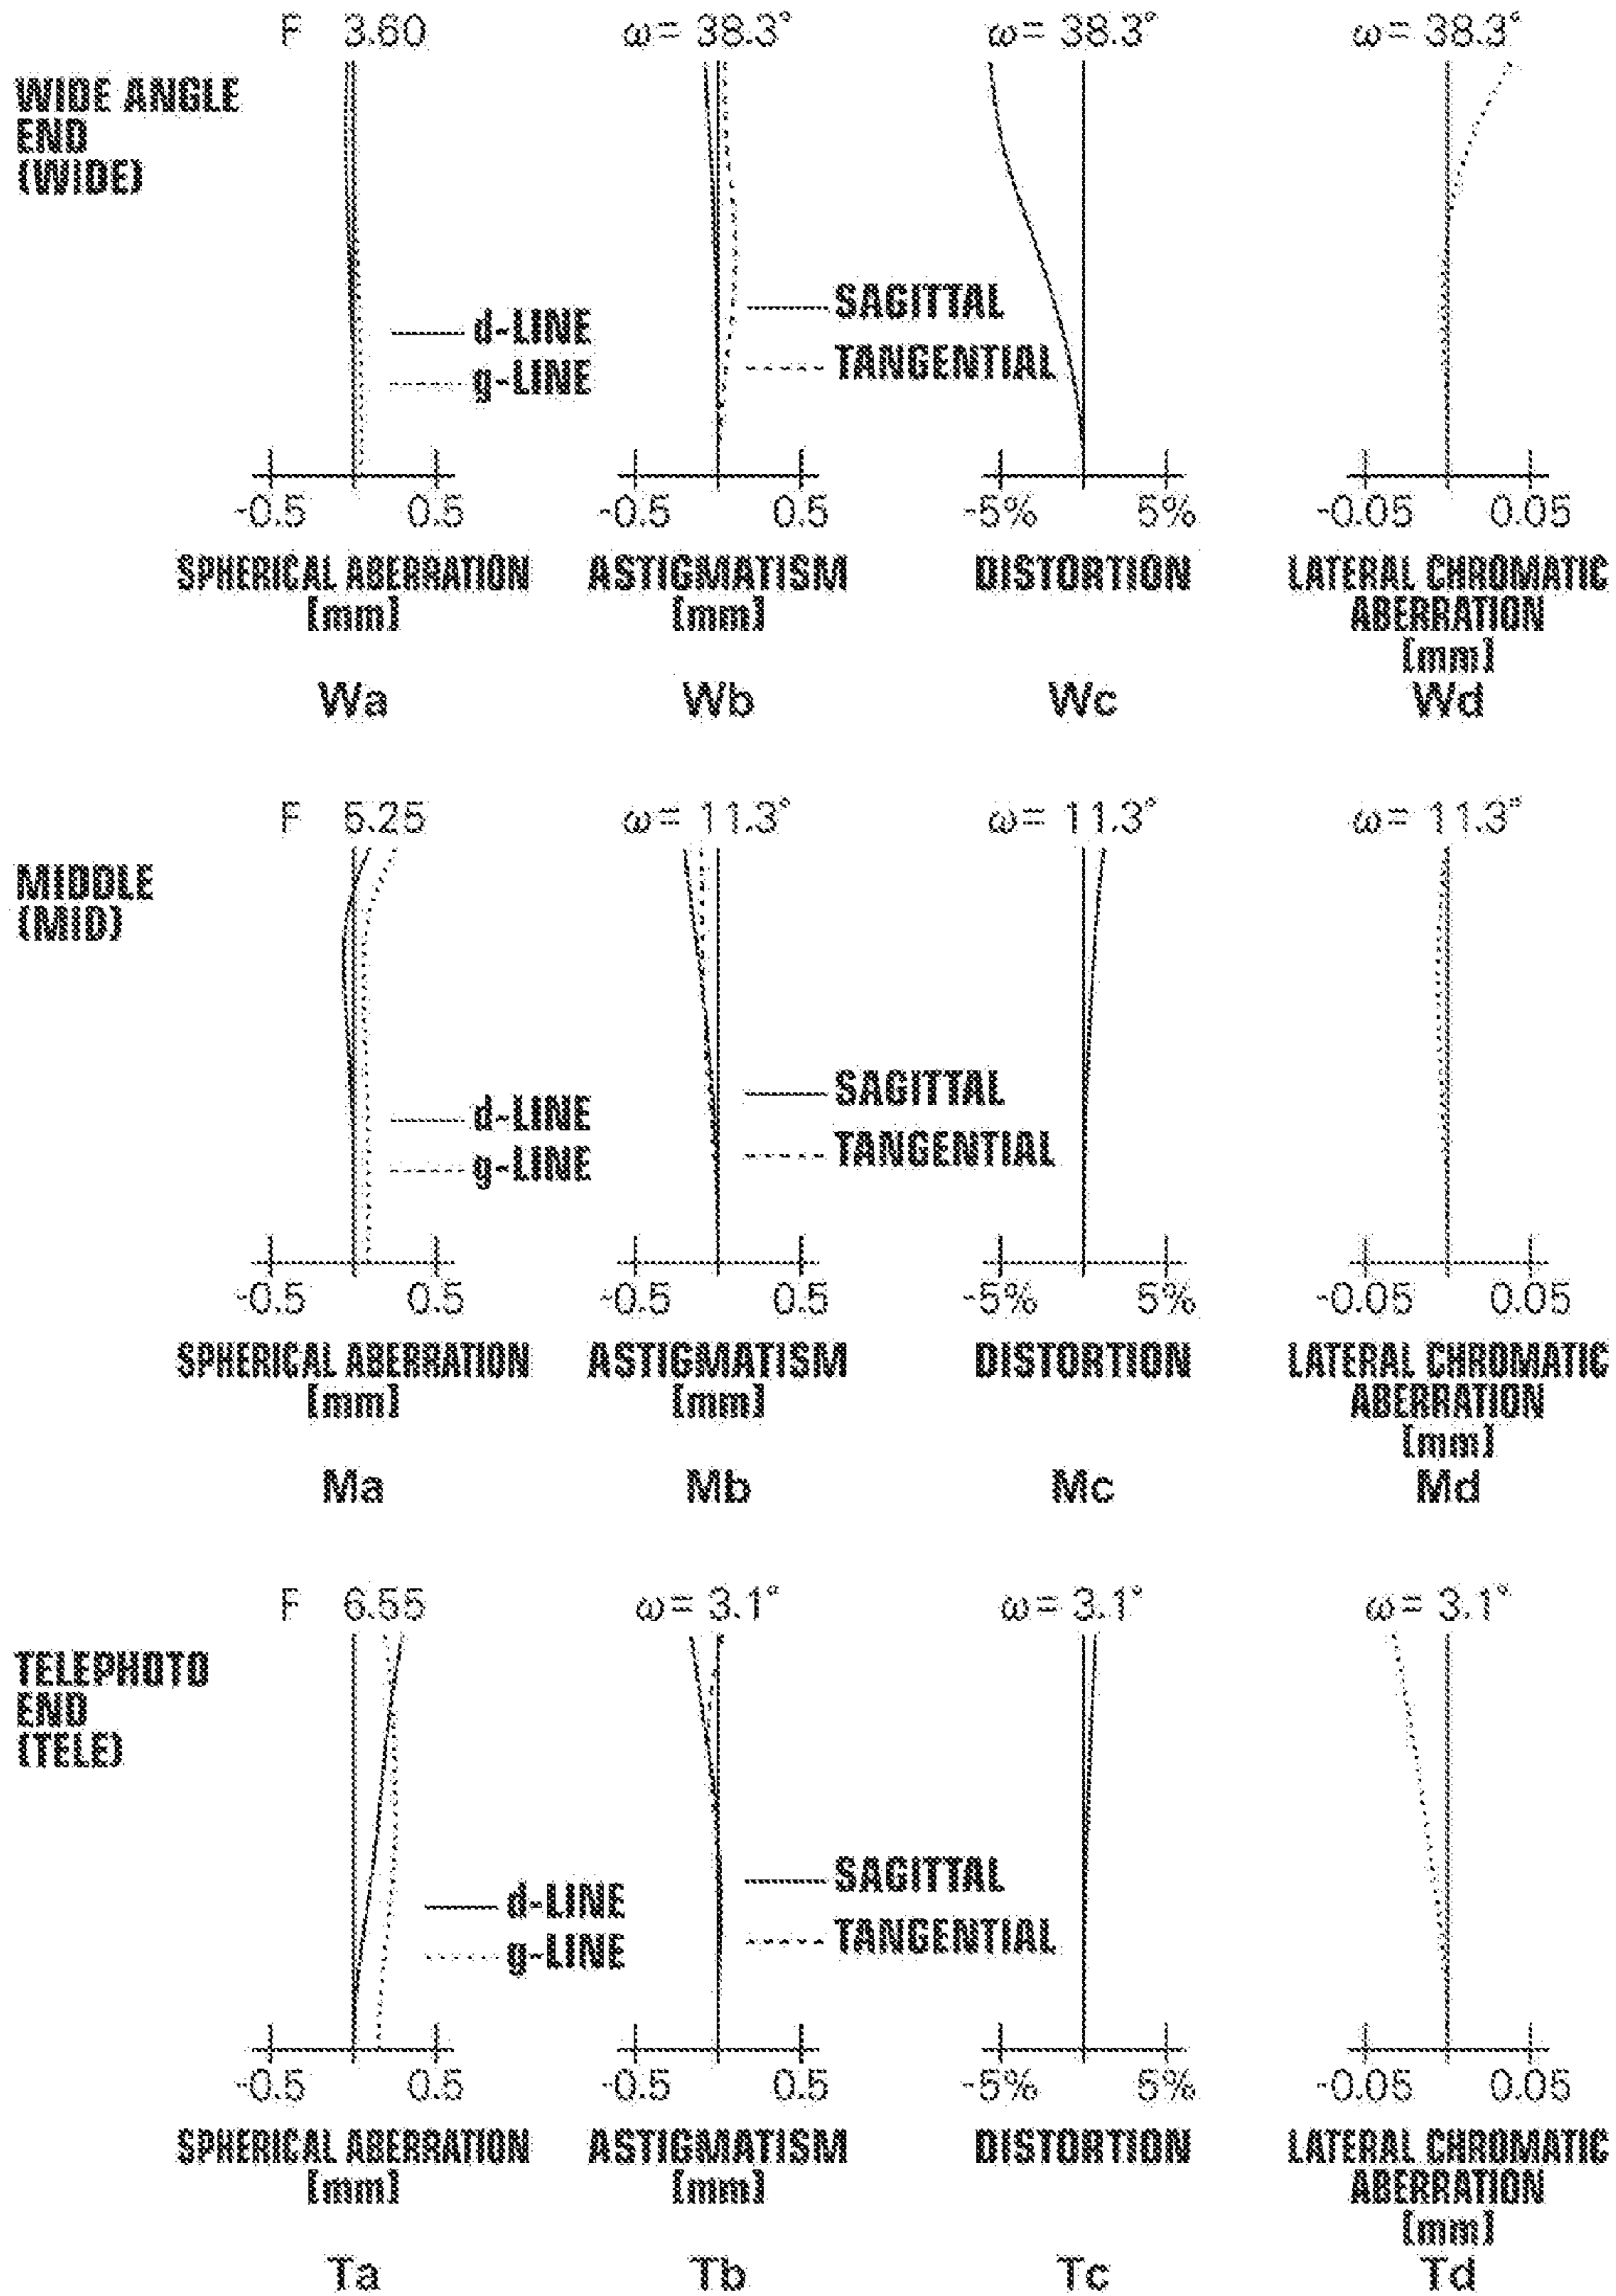 F 3.60 ω= 38.3° ω= 38.3° ω= 38.3°
WIDE ANGLE
END
(WIDE)
d-LINE
g-LINE
SAGITTAL
TANGENTIAL
-0.5 0.5 -0.5 0.5 -5% 5% -0.05 0.05
SPHERICAL ABERRATION
[mm]
ASTIGMATISM
[mm]
DISTORTION
LATERAL CHROMATIC
ABERRATION
[mm]
Wa Wb Wc Wd
F 5.25 ω= 11.3° ω= 11.3° ω= 11.3°
MIDDLE
(MID)
d-LINE
g-LINE
SAGITTAL
TANGENTIAL
-0.5 0.5 -0.5 0.5 -5% 5% -0.05 0.05
SPHERICAL ABERRATION
[mm]
ASTIGMATISM
[mm]
DISTORTION
LATERAL CHROMATIC
ABERRATION
[mm]
Ma Mb Mc Md
F 6.55 ω= 3.1° ω= 3.1° ω= 3.1°
TELEPHOTO
END
(TELE)
d-LINE
g-LINE
SAGITTAL
TANGENTIAL
-0.5 0.5 -0.5 0.5 -5% 5% -0.05 0.05
SPHERICAL ABERRATION
[mm]
ASTIGMATISM
[mm]
DISTORTION
LATERAL CHROMATIC
ABERRATION
[mm]
Ta Tb Tc Td